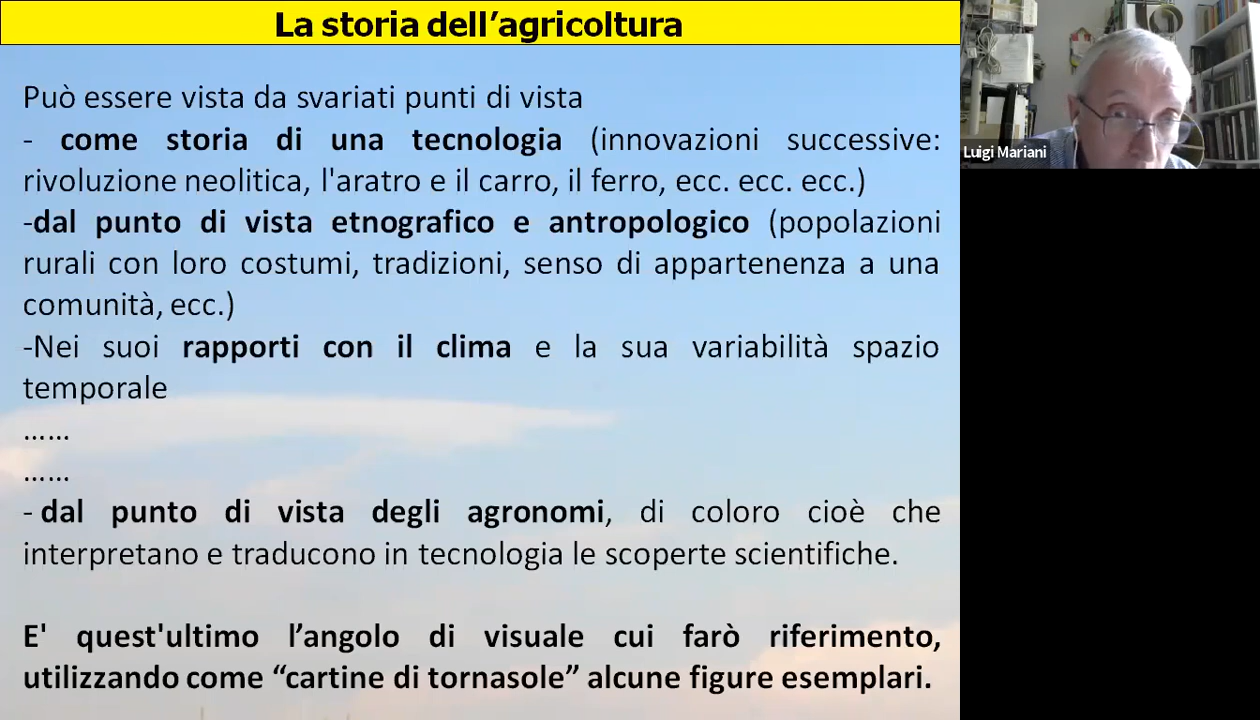 La storia dell’agricoltura
Può essere vista da svariati punti di vista
- come storia di una tecnologia (innovazioni successive:
rivoluzione neolitica, l'aratro e il carro, il ferro, ecc. ecc. ecc.)
-dal punto di vista etnografico e antropologico (popolazioni
rurali con loro costumi, tradizioni, senso di appartenenza a una
comunità, ecc.)
-Nei suoi rapporti con il clima e la sua variabilità spazio
temporale
……
……
- dal punto di vista degli agronomi, di coloro cioè che
interpretano e traducono in tecnologia le scoperte scientifiche.
E' quest'ultimo l’angolo di visuale cui farò riferimento,
utilizzando come “cartine di tornasole” alcune figure esemplari.
Luigi Mariani